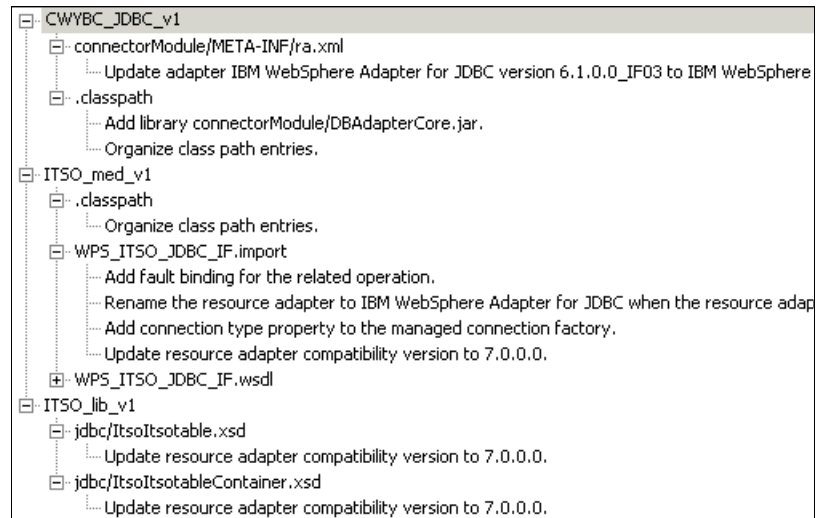 CWYBC_JDBC_v1
connectorModule/META-INF/ra.xml
Update adapter IBM WebSphere Adapter for JDBC version 6.1.0.0_IF03 to IBM WebSphere
.classpath
Add library connectorModule/DBAdapterCore.jar.
Organize class path entries.
ITSO_med_v1
.classpath
Organize class path entries.
WPS_ITSO_JDBC_IF.import
Add fault binding for the related operation.
Rename the resource adapter to IBM WebSphere Adapter for JDBC when the resource adap
Add connection type property to the managed connection factory.
Update resource adapter compatibility version to 7.0.0.0.
WPS_ITSO_JDBC_IF.wsdl
ITSO_lib_v1
jdbc/ItsoItsotable.xsd
Update resource adapter compatibility version to 7.0.0.0.
jdbc/ItsoItsotableContainer.xsd
Update resource adapter compatibility version to 7.0.0.0.